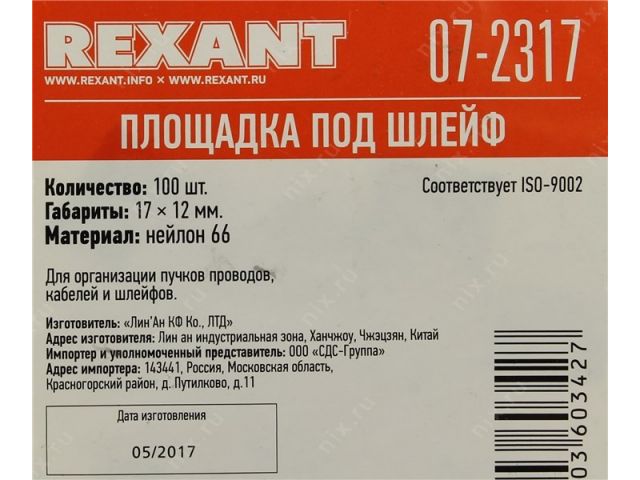 REXANT
07-2317
WWW.REXANT.INFO × WWW.REXANT.RU
ПЛОЩАДКА ПОД ШЛЕЙФ
Количество: 100 шт.
Соответствует ISO-9002
Габариты: 17 × 12 мм.
Материал: нейлон 66
Для организации пучков проводов,
кабелей и шлейфов.
Изготовитель: «Лин'Ан КФ Ко., ЛТД»
Адрес изготовителя: Лин ан индустриальная зона, Ханчжоу, Чжэцзян, Китай
Импортер и уполномоченный представитель: ООО «СДС-Группа»
Адрес импортера: 143441, Россия, Московская область,
Красногорский район, д. Путилково, д.11
Дата изготовления
05/2017
03603427
nix.ru